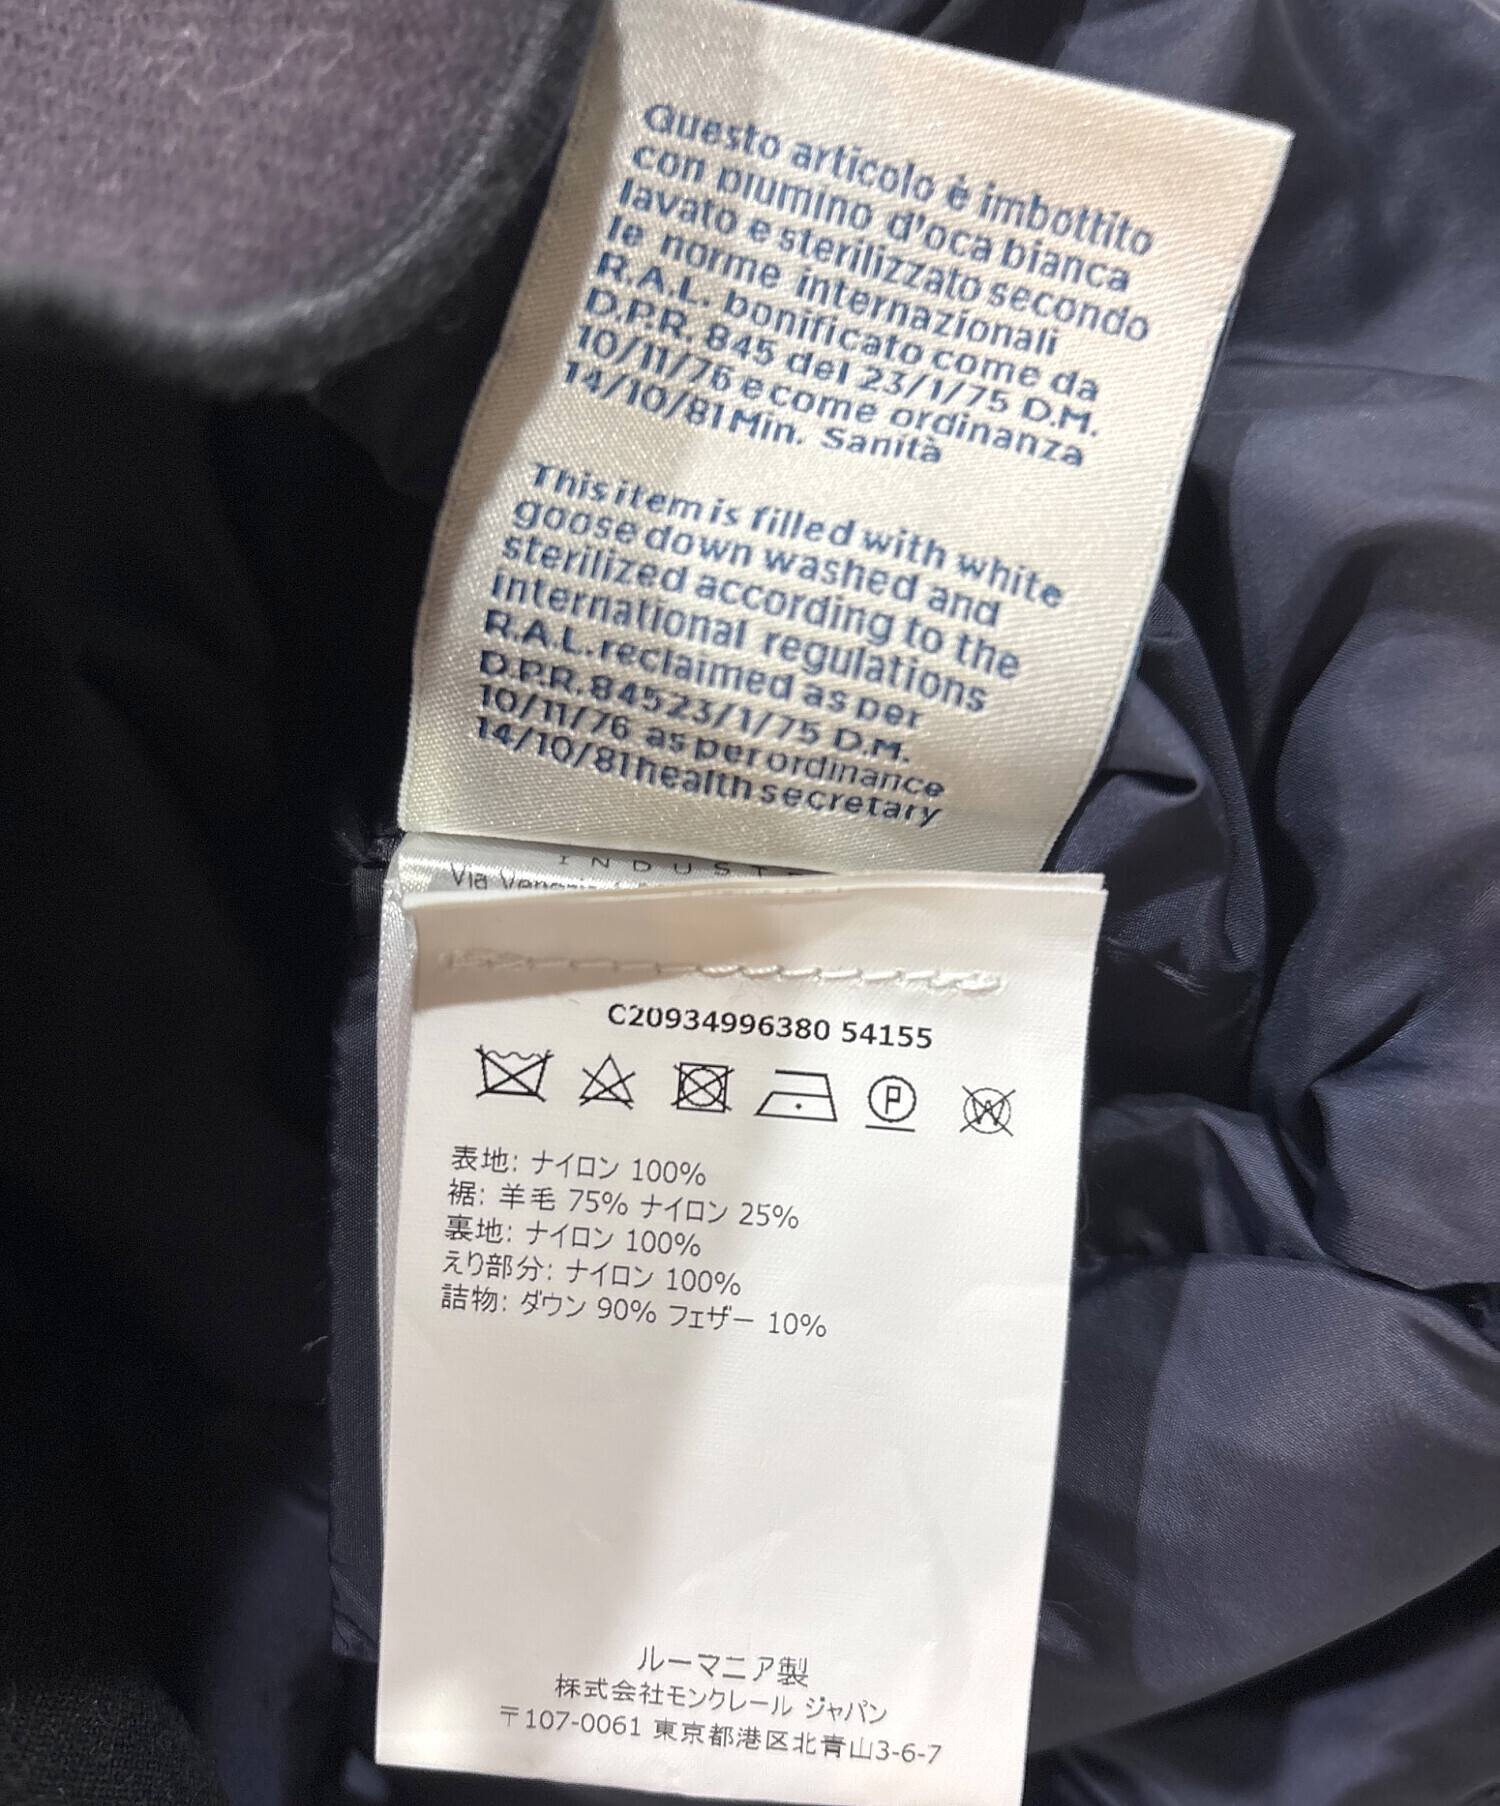 Questo articolo è imbottito
con piumino d'oca bianca
lavato e sterilizzato secondo
le norme internazionali
R.A.L. bonificato come da
D.P.R. 845 del 23/1/75 D.M.
10/11/76 e come ordinanza
14/10/81 Min. Sanità
This item is filled with white
goose down washed and
sterilized according to the
international regulations
R.A.L. reclaimed as per
D.P.R. 845 23/1/75 D.M.
10/11/76 as per ordinance
14/10/81 health secretary
Via
C20934996380 54155
P
W
表地: ナイロン 100%
裾: 羊毛 75% ナイロン 25%
裏地: ナイロン 100%
えり部分: ナイロン 100%
詰物: ダウン 90% フェザー 10%
ルーマニア製
株式会社モンクレール ジャパン
〒107-0061 東京都港区北青山3-6-7